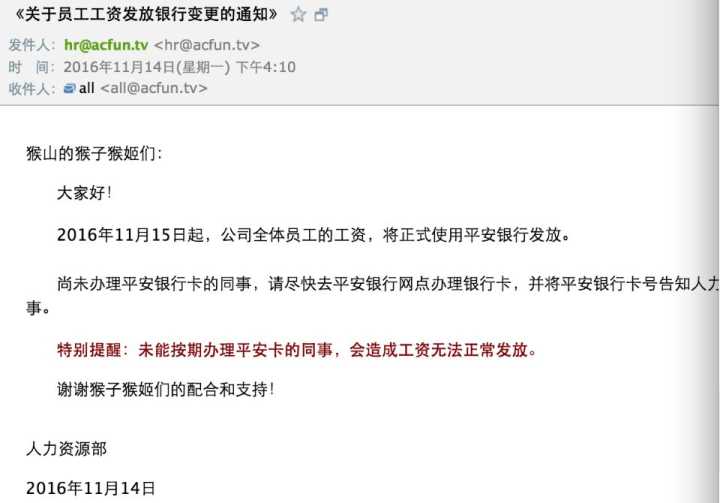 《关于员工工资发放银行变更的通知》
发件人：hr@acfun.tv <hr@acfun.tv>
时 间：2016年11月14日(星期一) 下午4:10
收件人：all <all@acfun.tv>
猴山的猴子猴姬们：
大家好！
2016年11月15日起，公司全体员工的工资，将正式使用平安银行发放。
尚未办理平安银行卡的同事，请尽快去平安银行网点办理银行卡，并将平安银行卡号告知人力
事。
特别提醒：未能按期办理平安卡的同事，会造成工资无法正常发放。
谢谢猴子猴姬们的配合和支持！
人力资源部
2016年11月14日